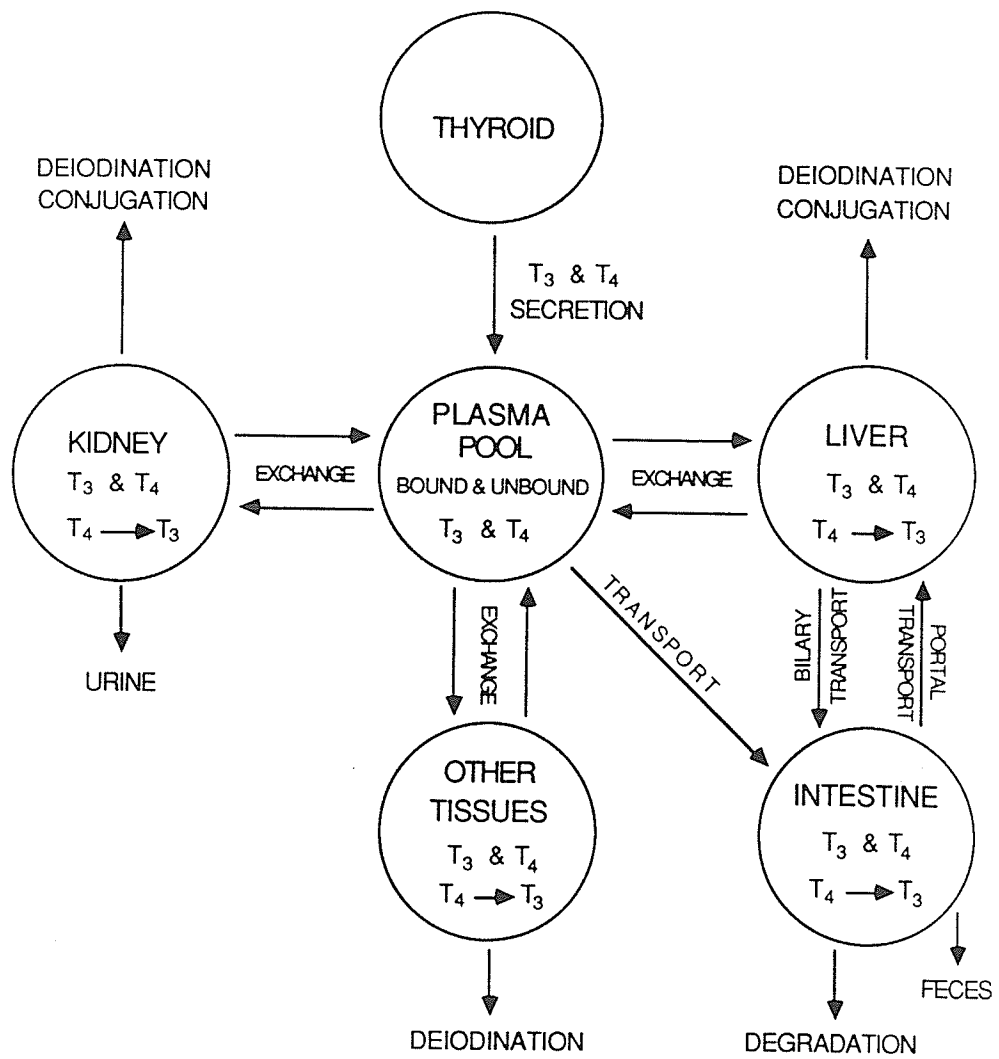 THYROID
DEIODINATION
CONJUGATION
DEIODINATION
CONJUGATION
T₃ & T₄
SECRETION
KIDNEY
T₃ & T₄
T₄ → T₃
EXCHANGE
PLASMA
POOL
BOUND & UNBOUND
T₃ & T₄
EXCHANGE
LIVER
T₃ & T₄
T₄ → T₃
URINE
EXCHANGE
TRANSPORT
BILARY
TRANSPORT
PORTAL
TRANSPORT
OTHER
TISSUES
T₃ & T₄
T₄ → T₃
INTESTINE
T₃ & T₄
T₄ → T₃
FECES
DEIODINATION
DEGRADATION